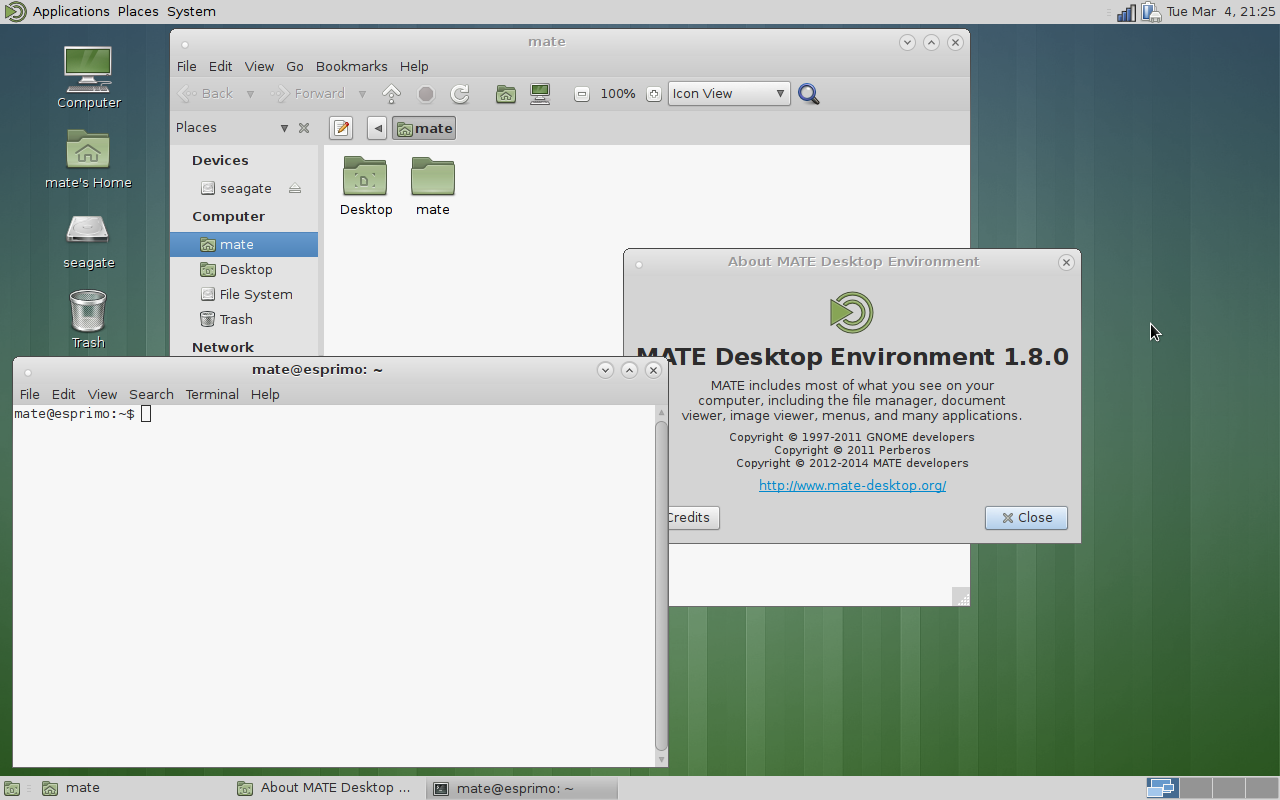 Applications Places System
Tue Mar 4, 21:25
Computer
mate's Home
seagate
Trash
mate
File Edit View Go Bookmarks Help
Back Forward 100% Icon View
Places
mate
Devices
seagate
Computer
mate
Desktop
File System
Trash
Network
Desktop
mate
About MATE Desktop Environment
MATE Desktop Environment 1.8.0
MATE includes most of what you see on your
computer, including the file manager, document
viewer, image viewer, menus, and many applications.
Copyright © 1997-2011 GNOME developers
Copyright © 2011 Perberos
Copyright © 2012-2014 MATE developers
http://www.mate-desktop.org/
Credits
Close
mate@esprimo: ~
File Edit View Search Terminal Help
mate@esprimo:~$
mate
About MATE Desktop ...
mate@esprimo: ~